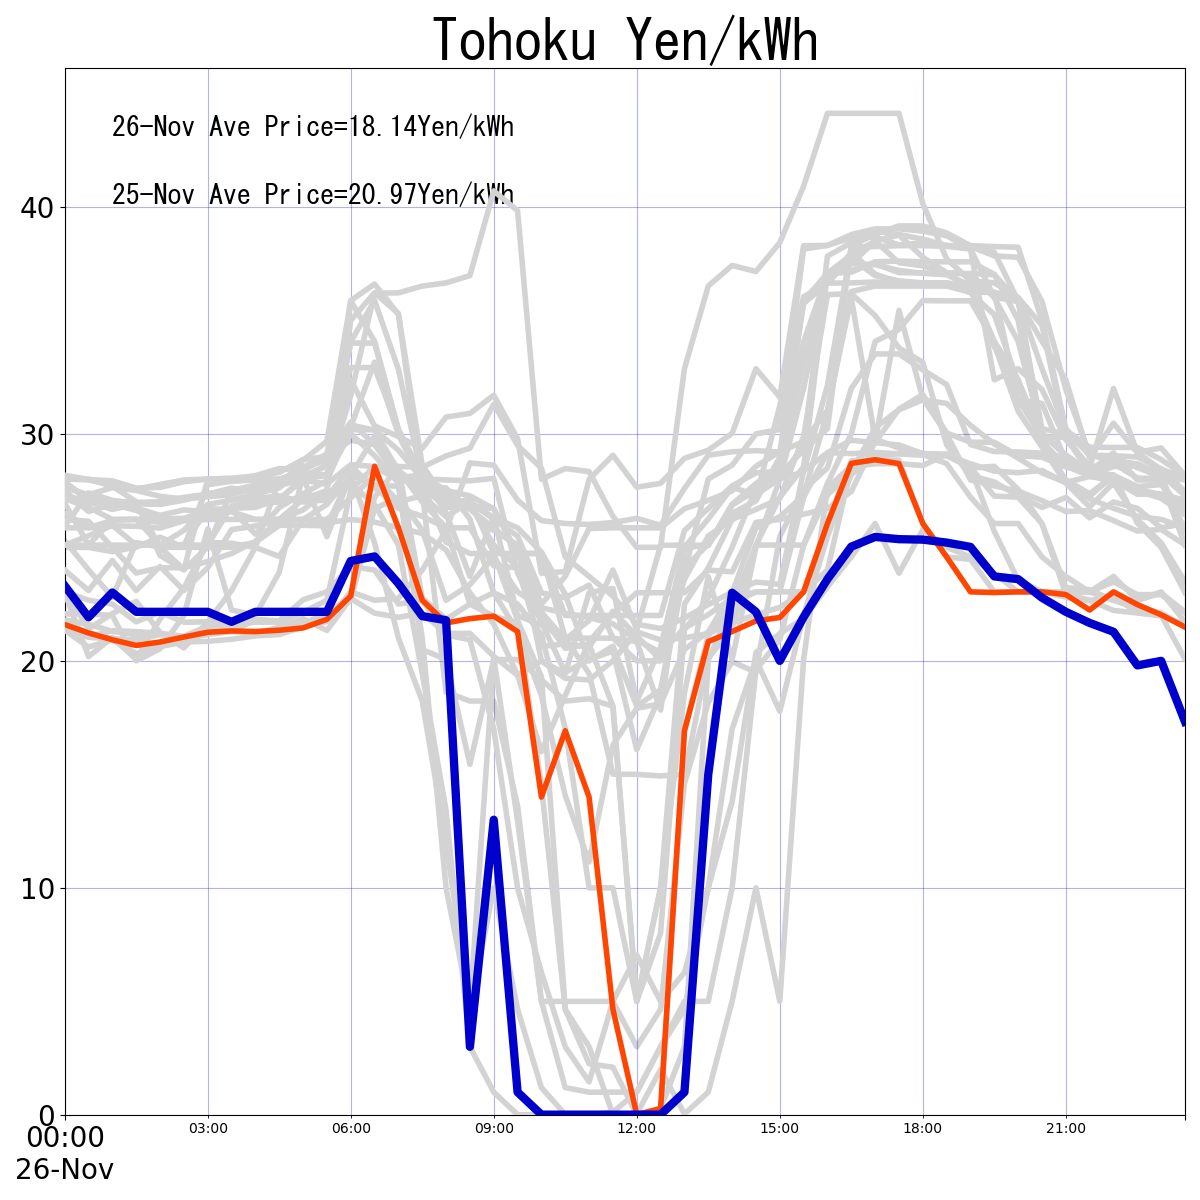 Tohoku Yen/kWh
26-Nov Ave Price=18.14Yen/kWh
25-Nov Ave Price=20.97Yen/kWh
40
30
20
10
0
00:00 03:00 06:00 09:00 12:00 15:00 18:00 21:00
26-Nov